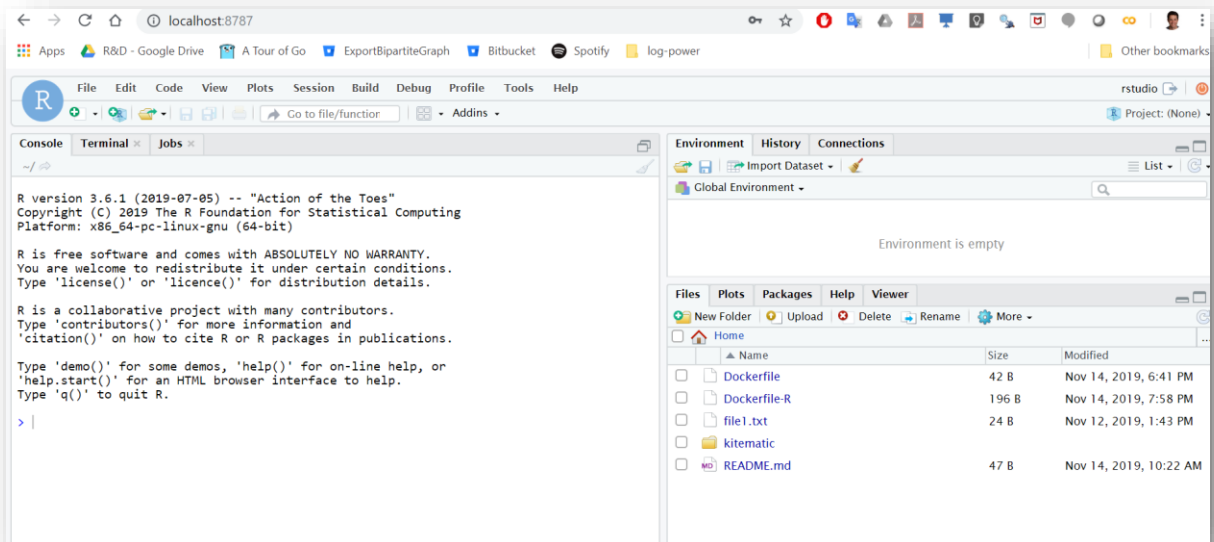 localhost:8787
Apps R&D - Google Drive A Tour of Go ExportBipartiteGraph Bitbucket Spotify log-power Other bookmarks
R File Edit Code View Plots Session Build Debug Profile Tools Help rstudio
Go to file/function Addins Project: (None)
Console Terminal Jobs
~/
R version 3.6.1 (2019-07-05) -- "Action of the Toes"
Copyright (C) 2019 The R Foundation for Statistical Computing
Platform: x86_64-pc-linux-gnu (64-bit)
R is free software and comes with ABSOLUTELY NO WARRANTY.
You are welcome to redistribute it under certain conditions.
Type 'license()' or 'licence()' for distribution details.
R is a collaborative project with many contributors.
Type 'contributors()' for more information and
'citation()' on how to cite R or R packages in publications.
Type 'demo()' for some demos, 'help()' for on-line help, or
'help.start()' for an HTML browser interface to help.
Type 'q()' to quit R.
>
Environment History Connections
Import Dataset List
Global Environment
Environment is empty
Files Plots Packages Help Viewer
New Folder Upload Delete Rename More
Home ...
Name Size Modified
Dockerfile 42 B Nov 14, 2019, 6:41 PM
Dockerfile-R 196 B Nov 14, 2019, 7:58 PM
file1.txt 24 B Nov 12, 2019, 1:43 PM
kitematic
README.md 47 B Nov 14, 2019, 10:22 AM